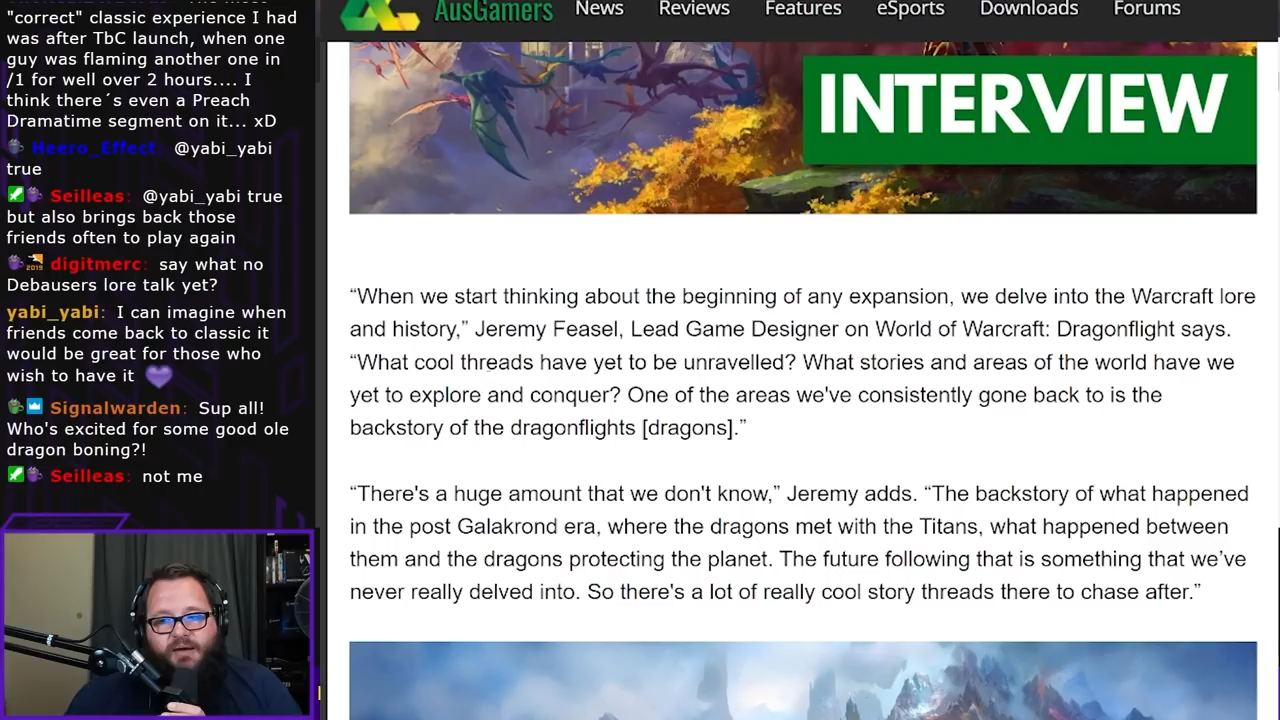 "correct" classic experience I had
was after TbC launch, when one
guy was flaming another one in
/1 for well over 2 hours.... I
think there´s even a Preach
Dramatime segment on it... xD
Heero_Effect: @yabi_yabi
true
Seilleas: @yabi_yabi true
but also brings back those
friends often to play again
2019 digitmerc: say what no
Debausers lore talk yet?
yabi_yabi: I can imagine when
friends come back to classic it
would be great for those who
wish to have it
Signalwarden: Sup all!
Who's excited for some good ole
dragon boning?!
Seilleas: not me
AusGamers News Reviews Features eSports Downloads Forums
INTERVIEW
“When we start thinking about the beginning of any expansion, we delve into the Warcraft lore
and history,” Jeremy Feasel, Lead Game Designer on World of Warcraft: Dragonflight says.
“What cool threads have yet to be unravelled? What stories and areas of the world have we
yet to explore and conquer? One of the areas we've consistently gone back to is the
backstory of the dragonflights [dragons].”
“There's a huge amount that we don't know,” Jeremy adds. “The backstory of what happened
in the post Galakrond era, where the dragons met with the Titans, what happened between
them and the dragons protecting the planet. The future following that is something that we’ve
never really delved into. So there's a lot of really cool story threads there to chase after.”